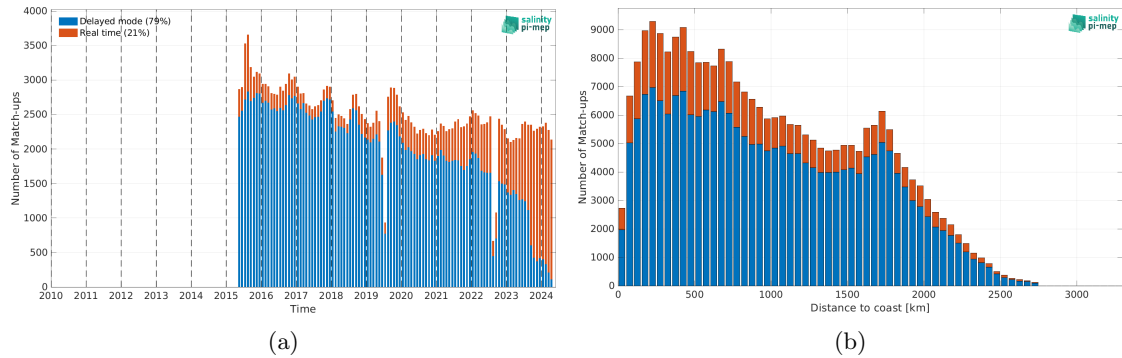 4000
3500
3000
2500
2000
1500
1000
500
0
Number of Match-ups
Delayed mode (79%)
Real time (21%)
salinity
pi-mep
2010 2011 2012 2013 2014 2015 2016 2017 2018 2019 2020 2021 2022 2023 2024
Time
(a)
9000
8000
7000
6000
5000
4000
3000
2000
1000
0
Number of Match-ups
salinity
pi-mep
0 500 1000 1500 2000 2500 3000
Distance to coast [km]
(b)